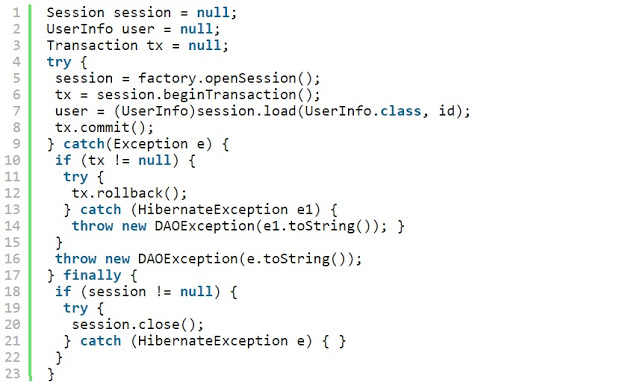 1 Session session = null;
2 UserInfo user = null;
3 Transaction tx = null;
4 try {
5  session = factory.openSession();
6  tx = session.beginTransaction();
7  user = (UserInfo)session.load(UserInfo.class, id);
8  tx.commit();
9 } catch(Exception e) {
10  if (tx != null) {
11   try {
12    tx.rollback();
13   } catch (HibernateException e1) {
14    throw new DAOException(e1.toString()); }
15  }
16  throw new DAOException(e.toString());
17 } finally {
18  if (session != null) {
19   try {
20    session.close();
21   } catch (HibernateException e) { }
22  }
23 }